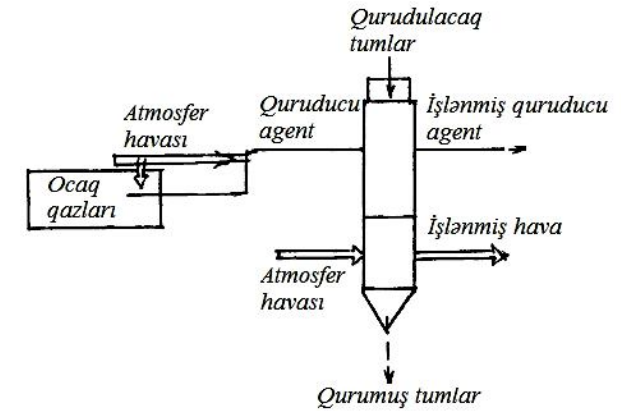 Qurudulacaq
tumlar
Atmosfer
havası
Quruducu
agent
İşlənmiş quruducu
agent
Ocaq
qazları
İşlənmiş hava
Atmosfer
havası
Qurumuş tumlar